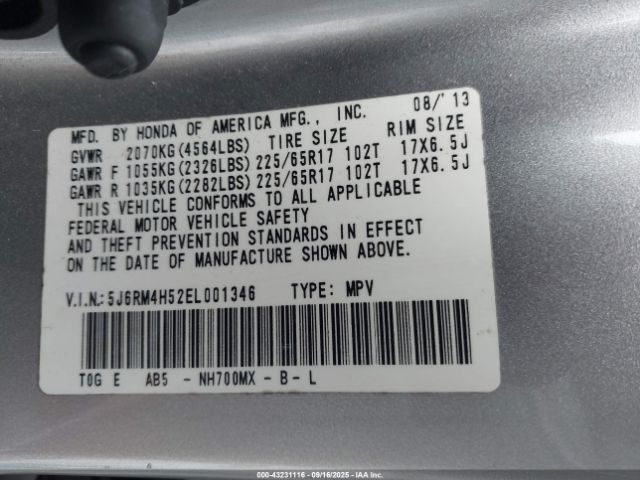 MFD. BY HONDA OF AMERICA MFG., INC. 08/'13
GVWR 2070KG(4564LBS) TIRE SIZE RIM SIZE
GAWR F 1055KG(2326LBS) 225/65R17 102T 17X6.5J
GAWR R 1035KG(2282LBS) 225/65R17 102T 17X6.5J
THIS VEHICLE CONFORMS TO ALL APPLICABLE
FEDERAL MOTOR VEHICLE SAFETY
AND THEFT PREVENTION STANDARDS IN EFFECT
ON THE DATE OF MANUFACTURE SHOWN ABOVE.
V.I.N.:5J6RM4H52EL001346 TYPE: MPV
T0G E AB5 - NH700MX - B - L
000-43231116 - 09/16/2025 - IAA Inc.